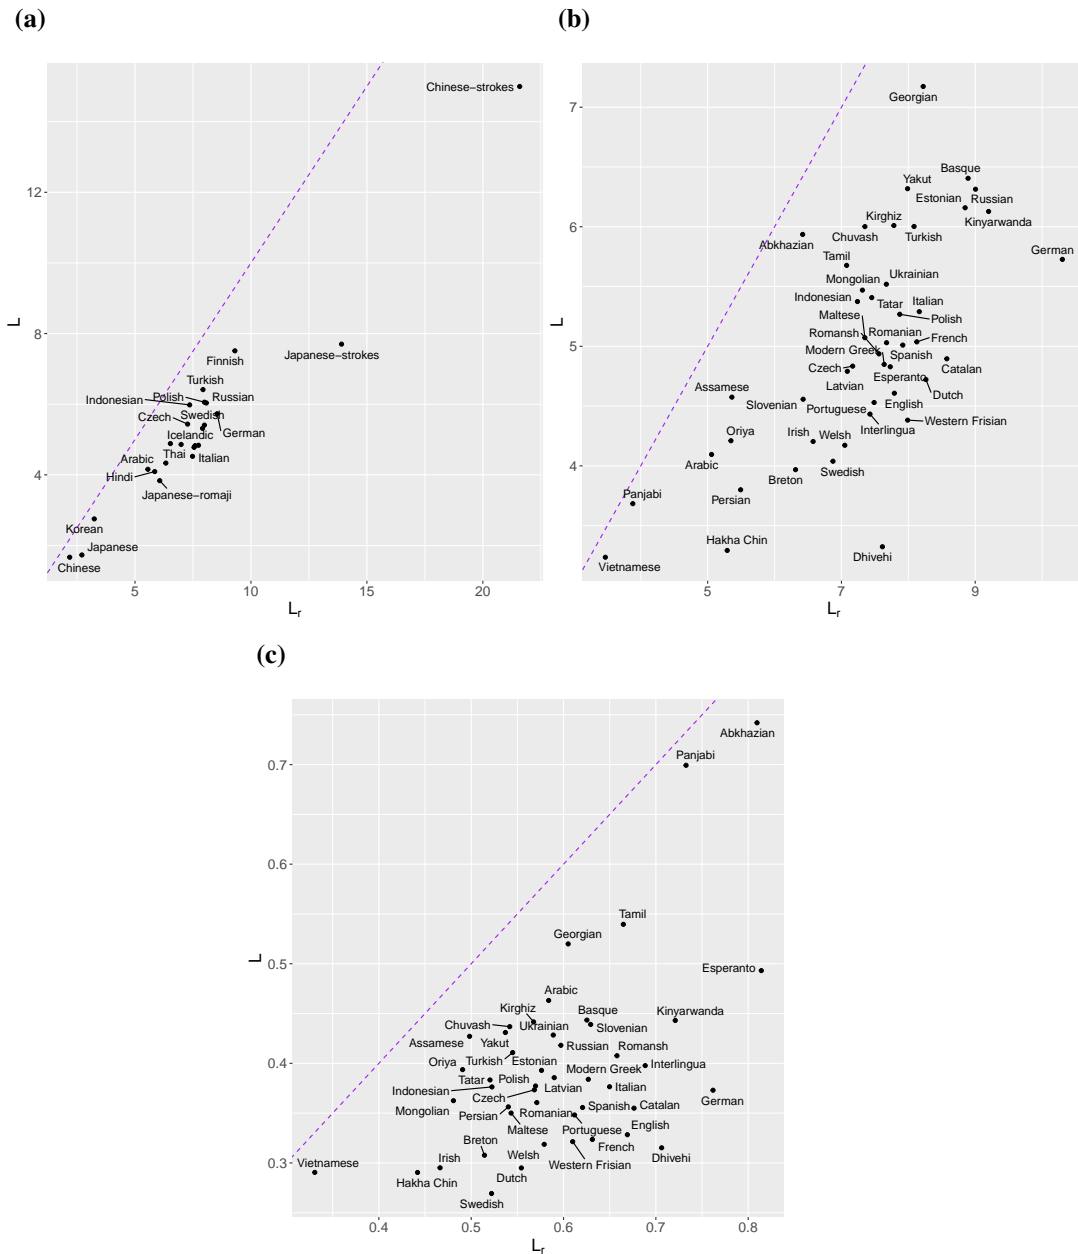 (a)
(b)
Chinese−strokes
Japanese−strokes
Finnish
Turkish
Polish
Russian
Indonesian
Czech
Swedish
German
Icelandic
Italian
Arabic
Thai
Hindi
Japanese−romaji
Korean
Japanese
Chinese
12
8
4
L
5
10
15
20
Lr
Georgian
Basque
Yakut
Estonian
Russian
Kinyarwanda
Kirghiz
Chuvash
Turkish
Abkhazian
German
Tamil
Mongolian
Ukrainian
Indonesian
Tatar
Italian
Maltese
Polish
Romansh
Romanian
French
Modern Greek
Spanish
Catalan
Czech
Esperanto
Latvian
Dutch
Assamese
Slovenian
Portuguese
English
Western Frisian
Interlingua
Oriya
Irish
Welsh
Arabic
Swedish
Breton
Panjabi
Persian
Hakha Chin
Dhivehi
Vietnamese
7
6
5
4
L
5
7
9
Lr
(c)
Abkhazian
Panjabi
Tamil
Georgian
Esperanto
Arabic
Kirghiz
Basque
Kinyarwanda
Chuvash
Ukrainian
Slovenian
Assamese
Yakut
Russian
Romansh
Oriya
Turkish
Estonian
Modern Greek
Interlingua
Tatar
Polish
Indonesian
Latvian
Italian
Czech
German
Mongolian
Persian
Romanian
Spanish
Catalan
Maltese
Portuguese
English
Breton
French
Irish
Welsh
Western Frisian
Dhivehi
Vietnamese
Hakha Chin
Dutch
Swedish
0.7
0.6
0.5
0.4
0.3
L
0.4
0.5
0.6
0.7
0.8
Lr